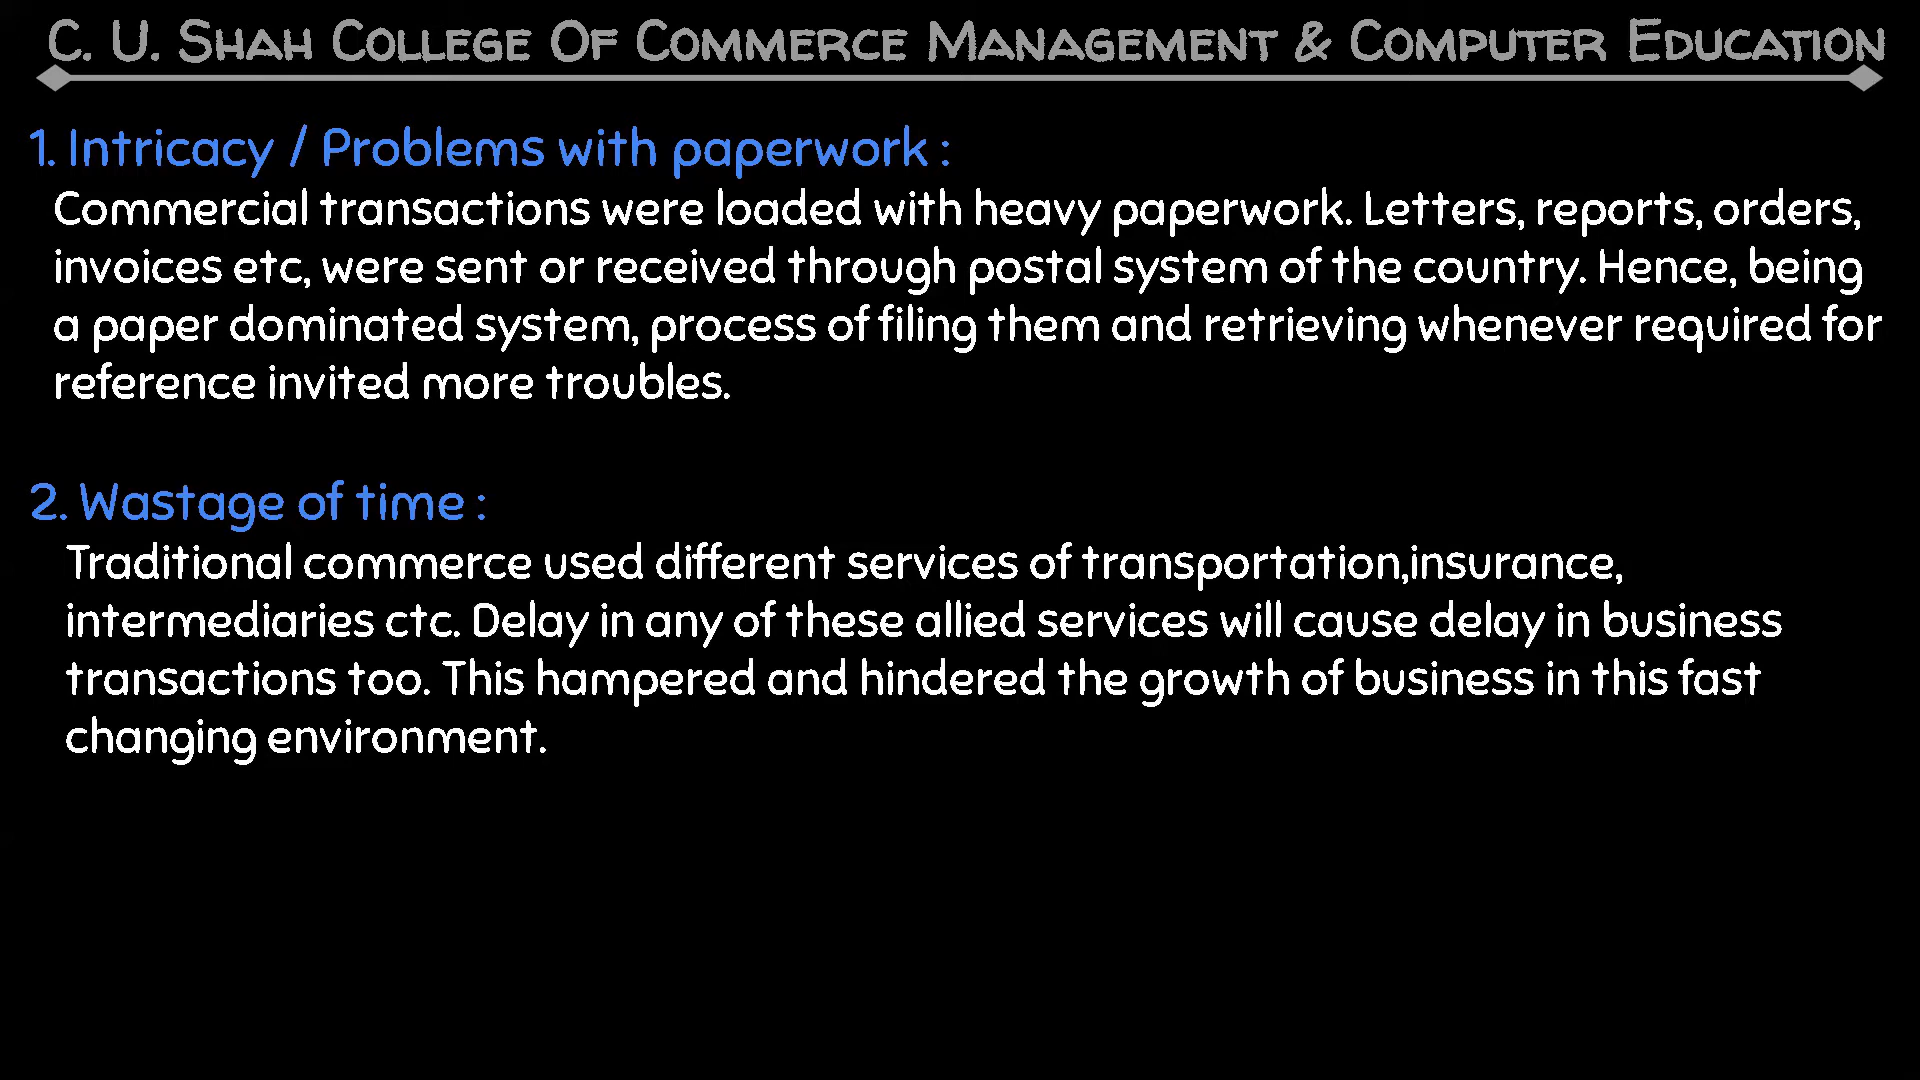 C. U. Shah College Of Commerce Management & Computer Education
1. Intricacy / Problems with paperwork :
Commercial transactions were loaded with heavy paperwork. Letters, reports, orders,
invoices etc, were sent or received through postal system of the country. Hence, being
a paper dominated system, process of filing them and retrieving whenever required for
reference invited more troubles.
2. Wastage of time :
Traditional commerce used different services of transportation,insurance,
intermediaries ctc. Delay in any of these allied services will cause delay in business
transactions too. This hampered and hindered the growth of business in this fast
changing environment.